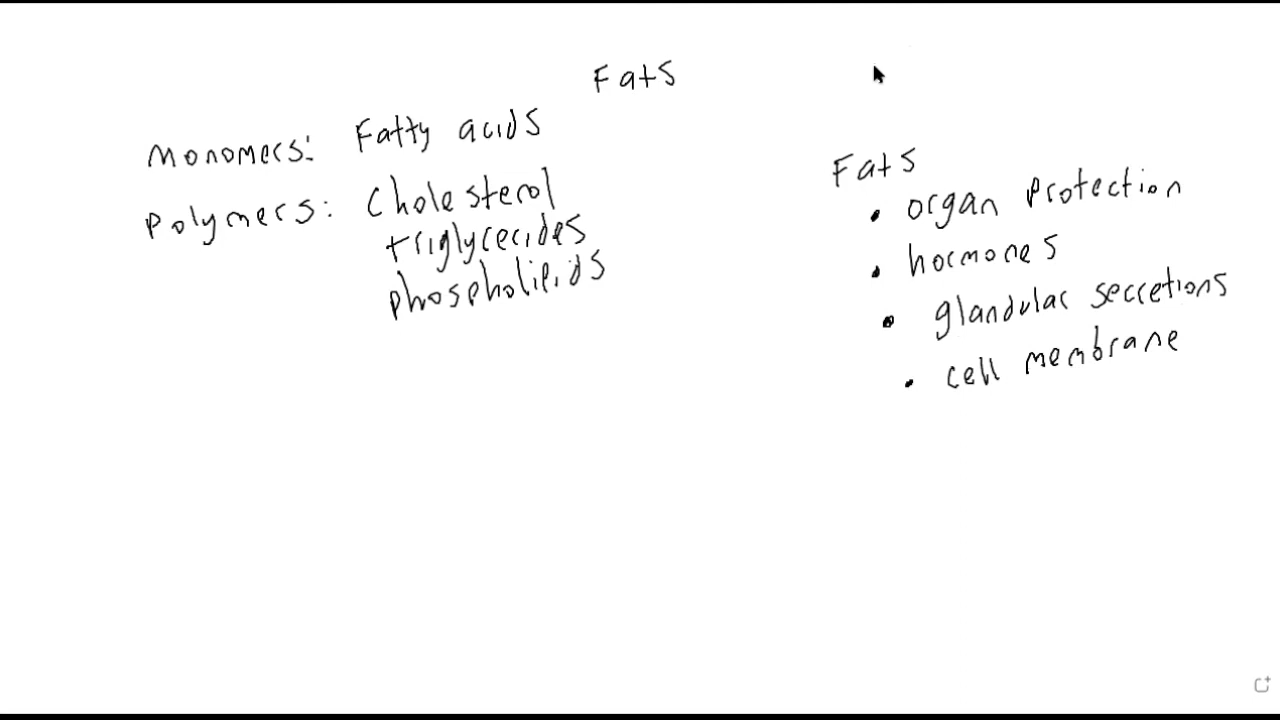 Fats
Monomers: Fatty acids
Polymers: Cholesterol
triglycerides
phospholipids
Fats
• organ protection
• hormones
• glandular secretions
• cell membrane